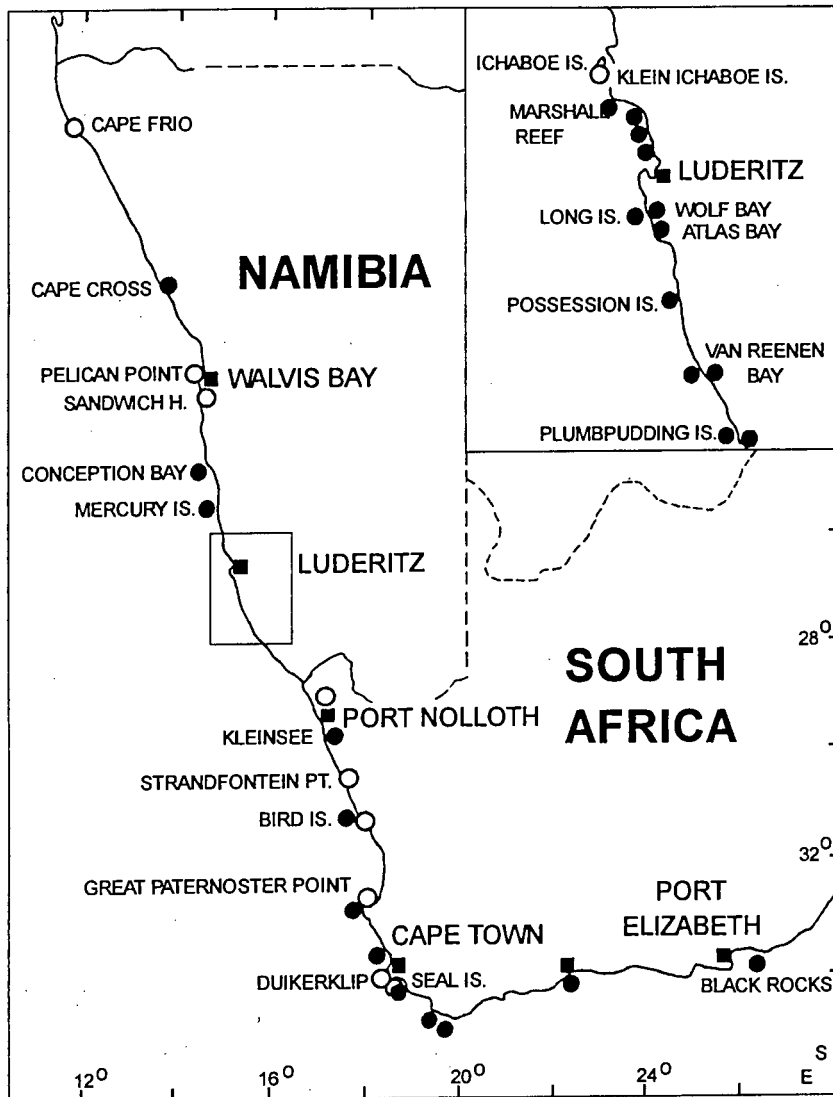 ICHABOE IS.
KLEIN ICHABOE IS.
MARSHALL
REEF
LUDERITZ
LONG IS.
WOLF BAY
ATLAS BAY
POSSESSION IS.
VAN REENEN
BAY
PLUMBPUDDING IS.
CAPE FRIO
NAMIBIA
CAPE CROSS
PELICAN POINT
WALVIS BAY
SANDWICH H.
CONCEPTION BAY
MERCURY IS.
LUDERITZ
28°
SOUTH
AFRICA
PORT NOLLOTH
KLEINSEE
STRANDFONTEIN PT.
BIRD IS.
32°
GREAT PATERNOSTER POINT
PORT
ELIZABETH
CAPE TOWN
DUIKERKLIP
SEAL IS.
BLACK ROCKS
S
12° 16° 20° 24° E